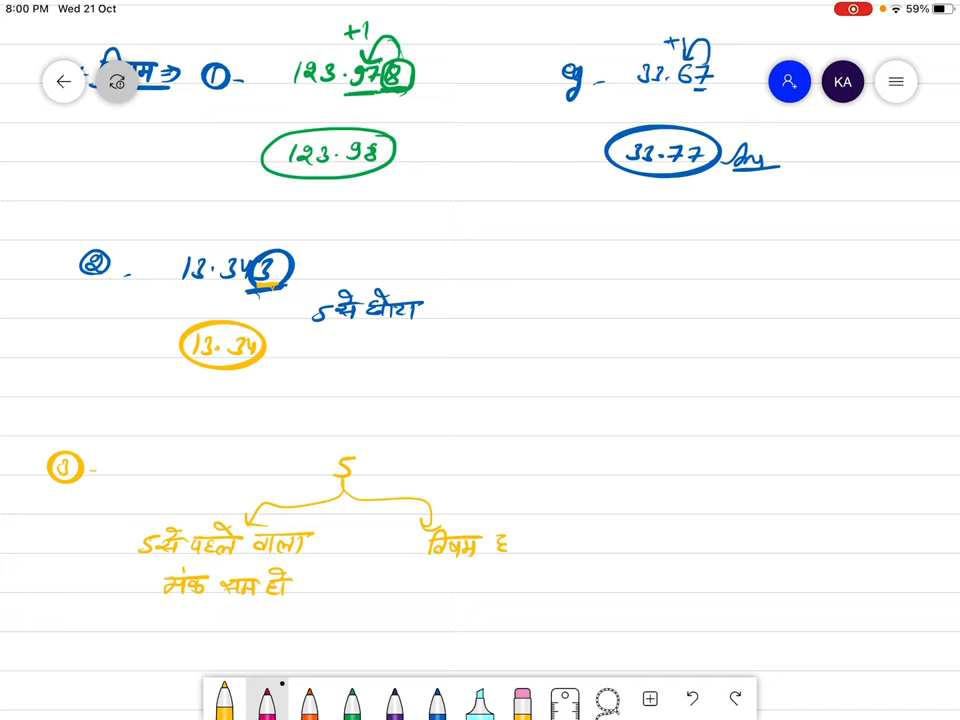 8:00 PM Wed 21 Oct 59%
+1 +1
नियम ⇒ ① - 123.978 eg - 33.67
KA
123.98 33.77 Ans
② - 13.343
5 से छोटा
13.34
③ - 5
5 से पहले वाला विषम ह
अंक सम हो